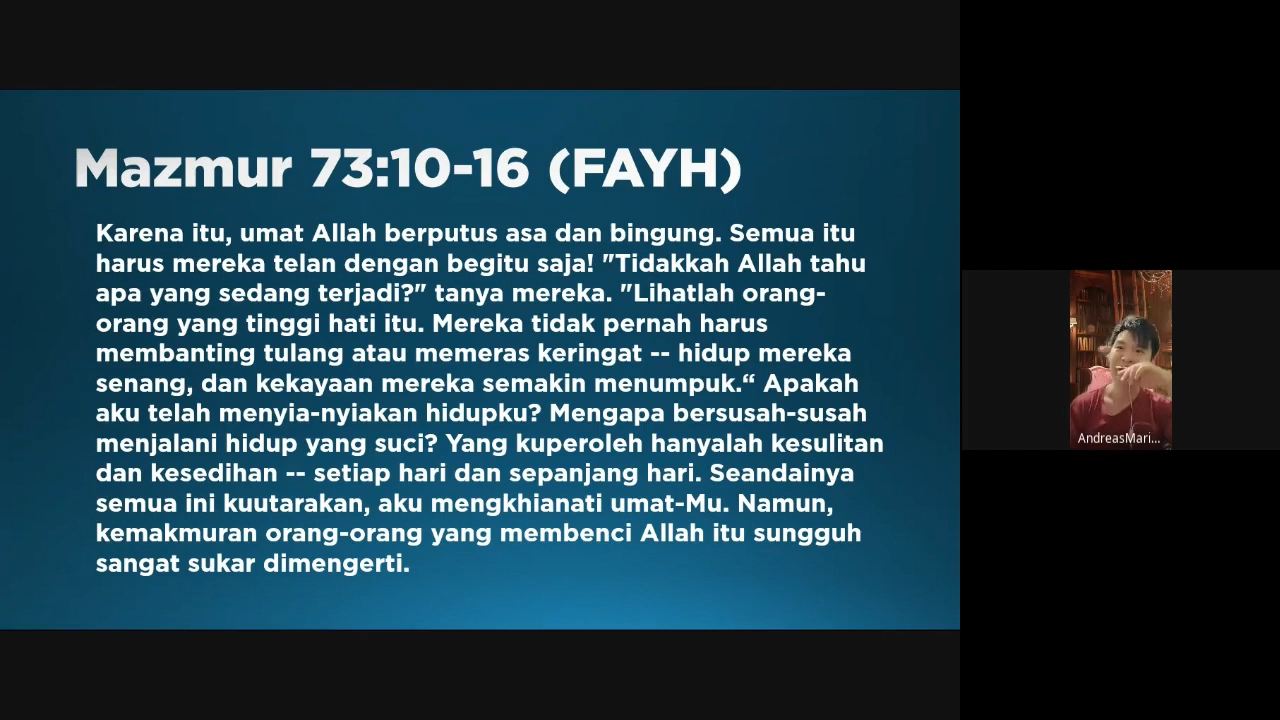 Mazmur 73:10-16 (FAYH)
Karena itu, umat Allah berputus asa dan bingung. Semua itu
harus mereka telan dengan begitu saja! "Tidakkah Allah tahu
apa yang sedang terjadi?" tanya mereka. "Lihatlah orang-
orang yang tinggi hati itu. Mereka tidak pernah harus
membanting tulang atau memeras keringat -- hidup mereka
senang, dan kekayaan mereka semakin menumpuk.“ Apakah
aku telah menyia-nyiakan hidupku? Mengapa bersusah-susah
menjalani hidup yang suci? Yang kuperoleh hanyalah kesulitan
dan kesedihan -- setiap hari dan sepanjang hari. Seandainya
semua ini kuutarakan, aku mengkhianati umat-Mu. Namun,
kemakmuran orang-orang yang membenci Allah itu sungguh
sangat sukar dimengerti.
AndreasMari...